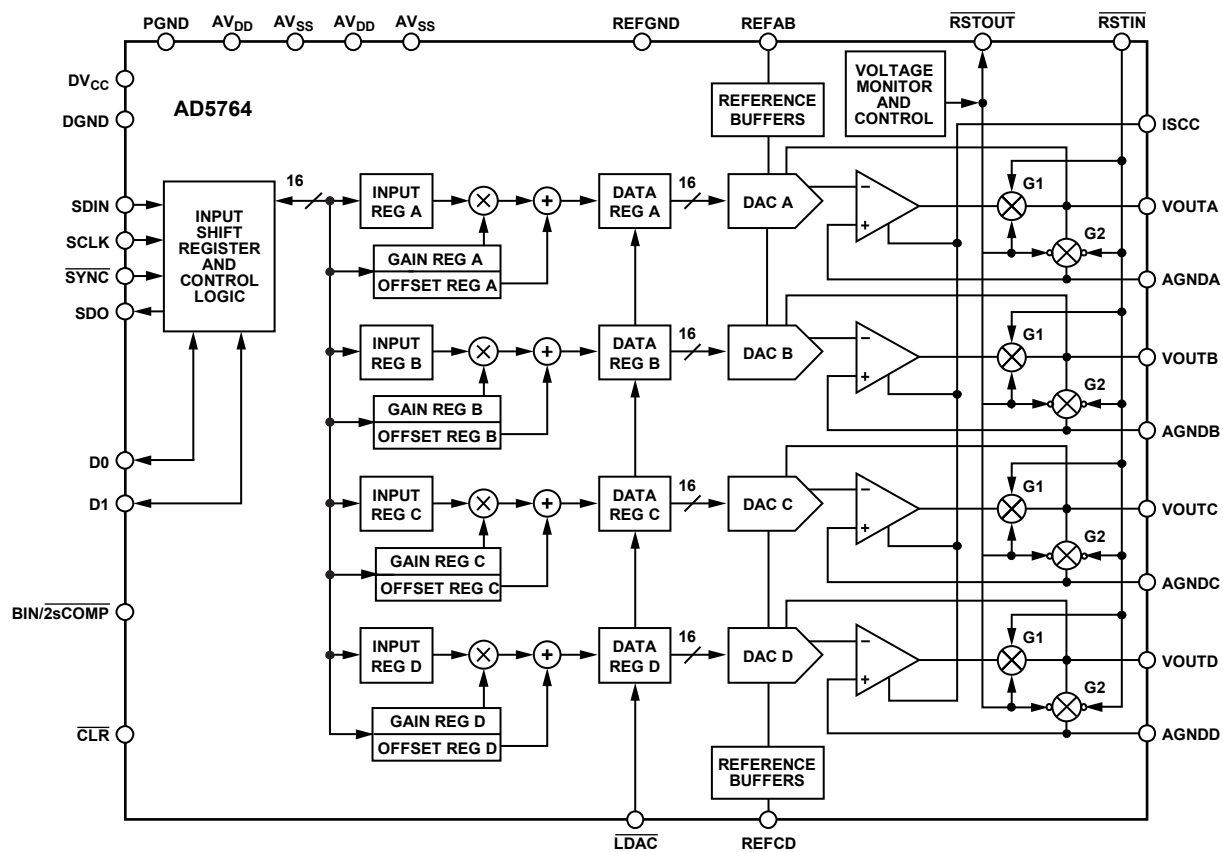 PGND AVDD AVSS AVDD AVSS REFGND REFAB RSTOUT RSTIN
DVCC
DGND
AD5764
REFERENCE
BUFFERS
VOLTAGE
MONITOR
AND
CONTROL
ISCC
SDIN
SCLK
SYNC
SDO
INPUT
SHIFT
REGISTER
AND
CONTROL
LOGIC
16
INPUT
REG A
GAIN REG A
OFFSET REG A
DATA
REG A
16
DAC A
G1
G2
VOUTA
AGNDA
INPUT
REG B
GAIN REG B
OFFSET REG B
DATA
REG B
16
DAC B
G1
G2
VOUTB
AGNDB
D0
D1
INPUT
REG C
GAIN REG C
OFFSET REG C
DATA
REG C
16
DAC C
G1
G2
VOUTC
AGNDC
BIN/2sCOMP
CLR
INPUT
REG D
GAIN REG D
OFFSET REG D
DATA
REG D
16
DAC D
G1
G2
VOUTD
AGNDD
REFERENCE
BUFFERS
LDAC REFCD